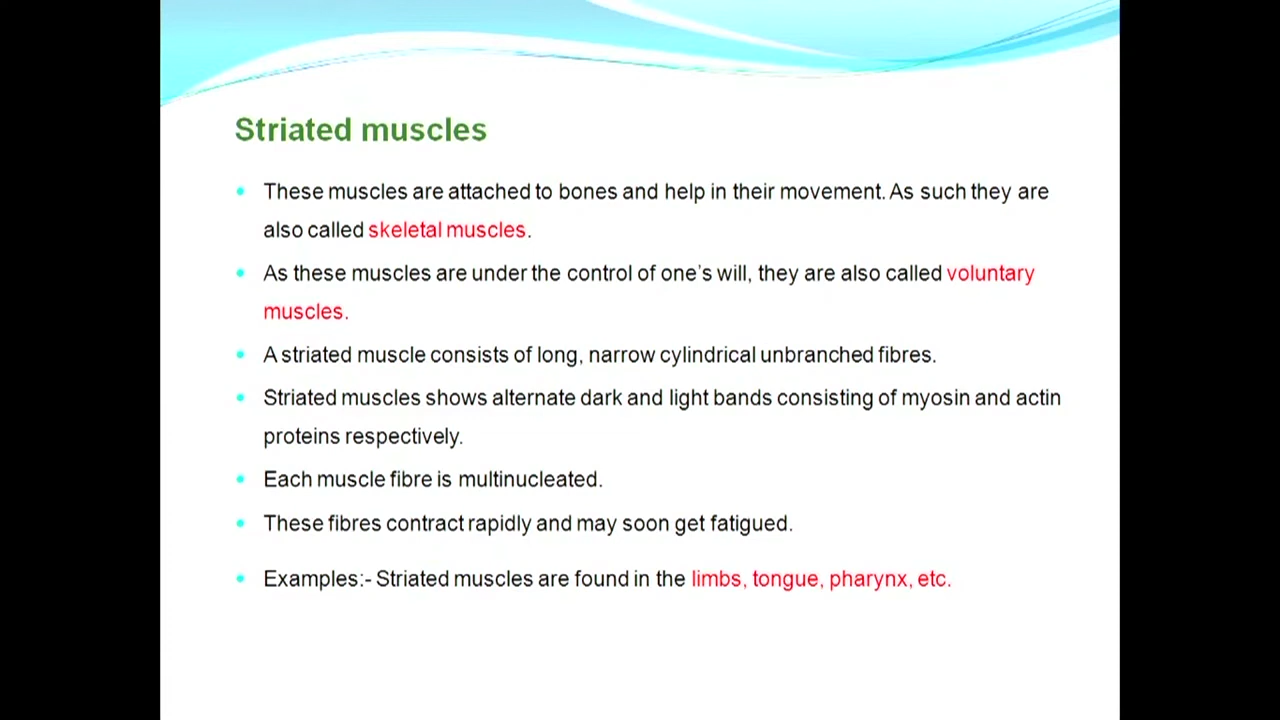 Striated muscles
• These muscles are attached to bones and help in their movement. As such they are
also called skeletal muscles.
• As these muscles are under the control of one’s will, they are also called voluntary
muscles.
• A striated muscle consists of long, narrow cylindrical unbranched fibres.
• Striated muscles shows alternate dark and light bands consisting of myosin and actin
proteins respectively.
• Each muscle fibre is multinucleated.
• These fibres contract rapidly and may soon get fatigued.
• Examples:- Striated muscles are found in the limbs, tongue, pharynx, etc.